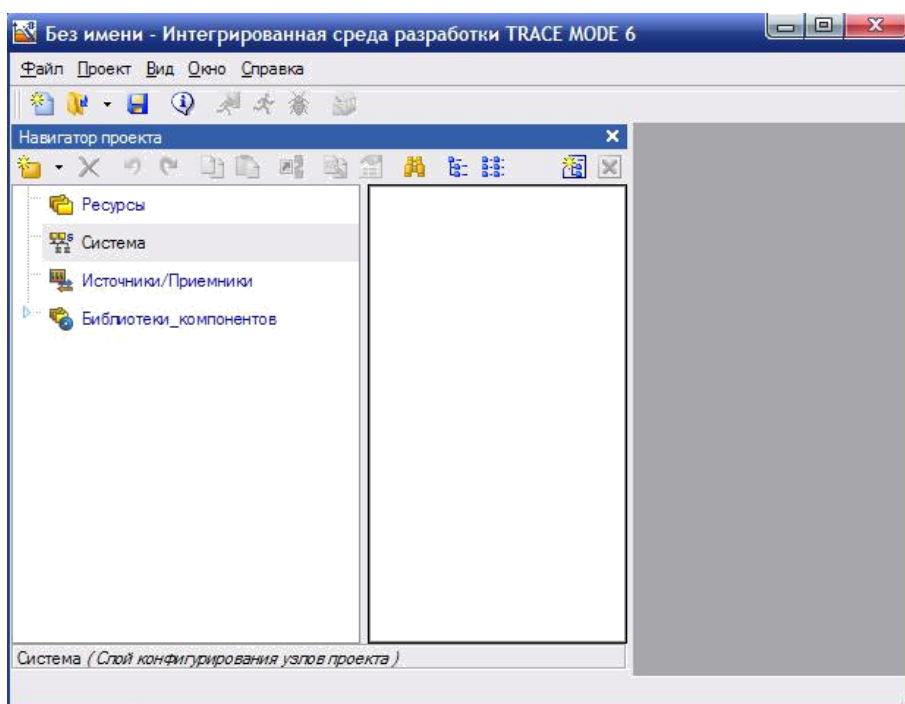 Без имени - Интегрированная среда разработки TRACE MODE 6
Файл Проект Вид Окно Справка
Навигатор проекта
Ресурсы
Система
Источники/Приемники
Библиотеки_компонентов
Система (Слой конфигурирования узлов проекта)